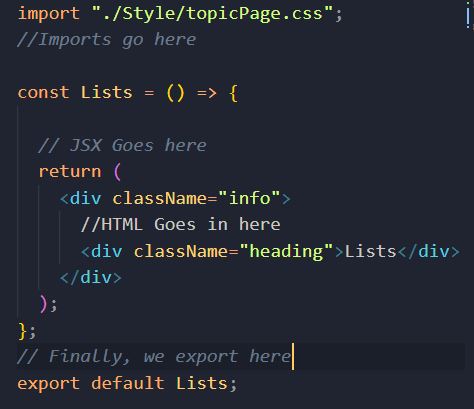 import "./Style/topicPage.css";
//Imports go here
const Lists = () => {
// JSX Goes here
return (
<div className="info">
//HTML Goes in here
<div className="heading">Lists</div>
</div>
);
};
// Finally, we export here
export default Lists;